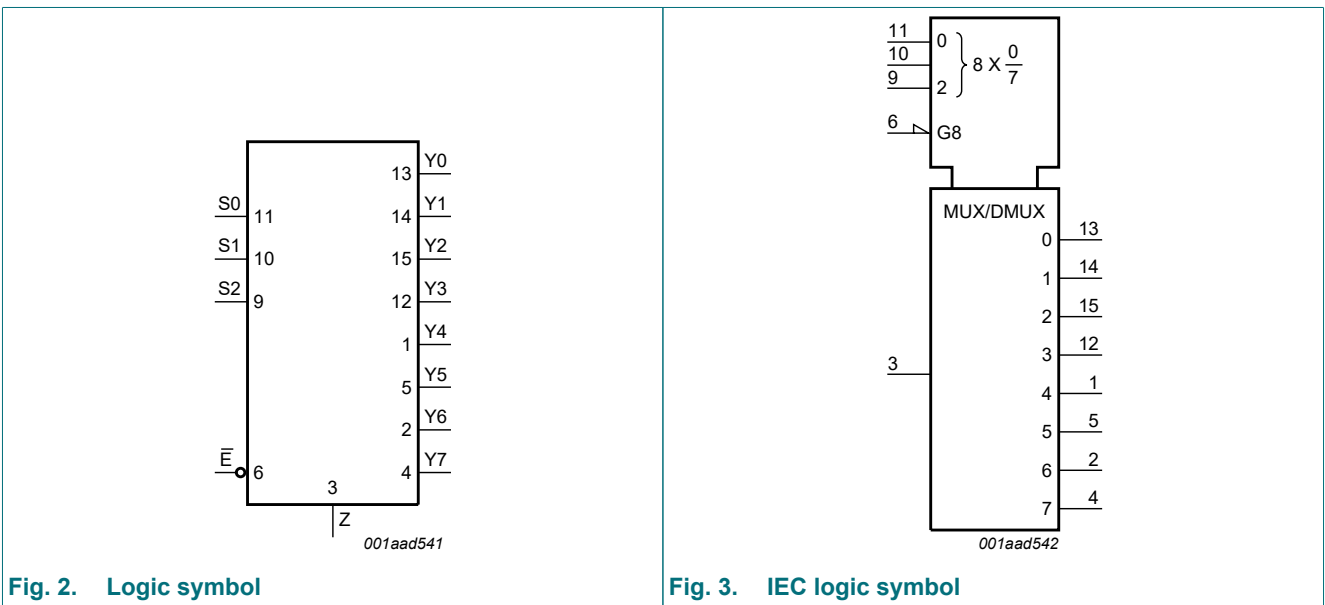 Y0
13
S0
11
Y1
14
S1
10
Y2
15
S2
9
Y3
12
Y4
1
Y5
5
Y6
2
E̅
6
Y7
4
3
Z
001aad541
Fig. 2. Logic symbol
11
0
10
8 X 0/7
9
2
6
G8
MUX/DMUX
0
13
1
14
2
15
3
12
3
4
1
5
5
6
2
7
4
001aad542
Fig. 3. IEC logic symbol